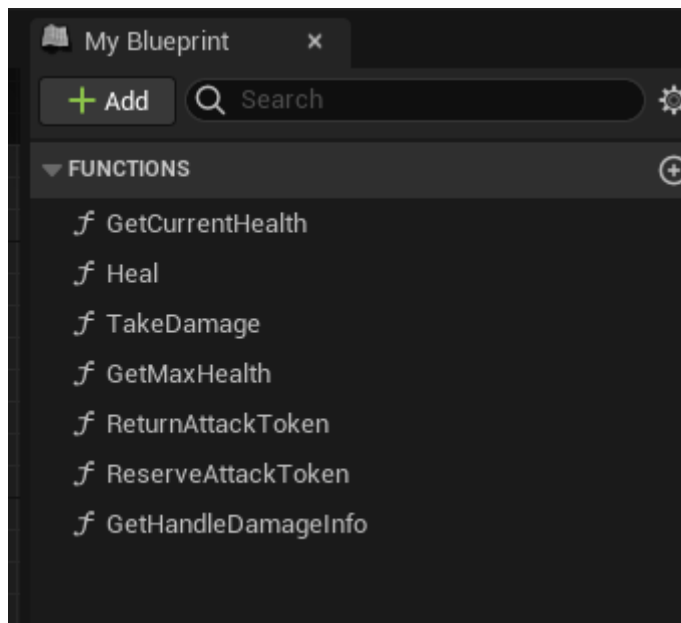 My Blueprint
Add
Search
FUNCTIONS
GetCurrentHealth
Heal
TakeDamage
GetMaxHealth
ReturnAttackToken
ReserveAttackToken
GetHandleDamageInfo